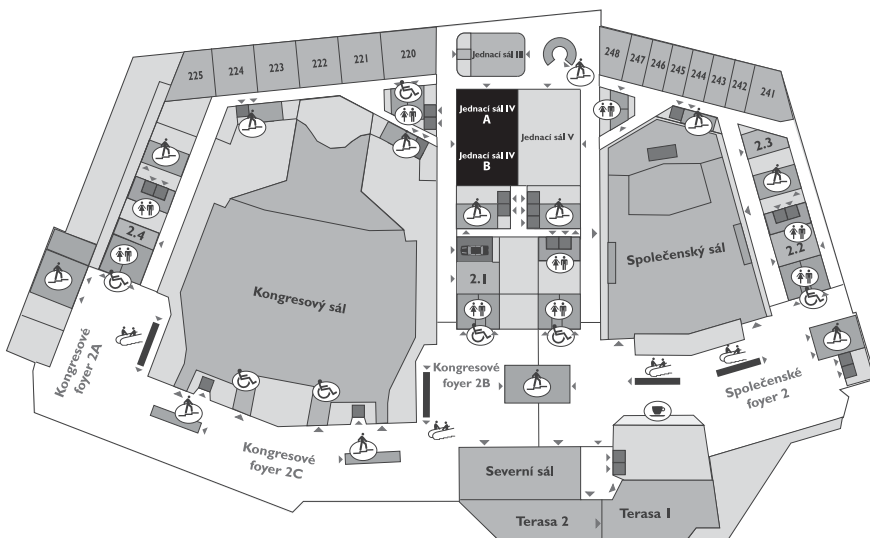 225
224
223
222
221
220
Jednací sál III
248
247
246
245
244
243
242
241
Jednací sál IV
A
Jednací sál IV
B
Jednací sál V
2.3
2.4
2.2
2.1
Kongresový sál
Společenský sál
Kongresové
foyer 2A
Kongresové
foyer 2B
Společenské
foyer 2
Kongresové
foyer 2C
Severní sál
Terasa 2
Terasa 1